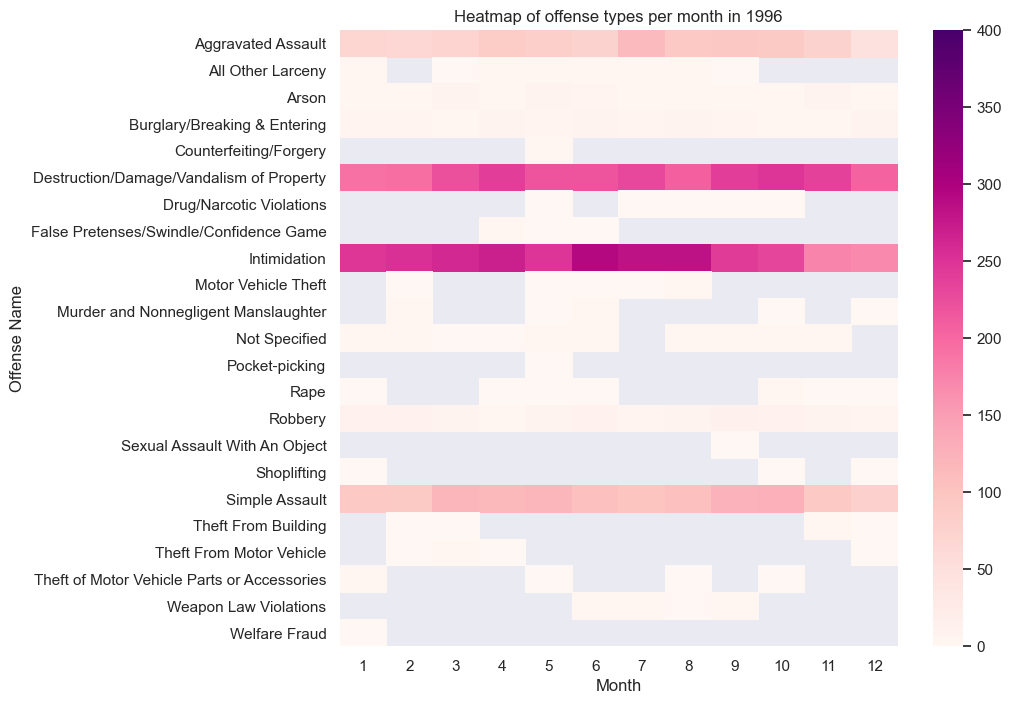 Heatmap of offense types per month in 1996
Offense Name
Aggravated Assault
All Other Larceny
Arson
Burglary/Breaking & Entering
Counterfeiting/Forgery
Destruction/Damage/Vandalism of Property
Drug/Narcotic Violations
False Pretenses/Swindle/Confidence Game
Intimidation
Motor Vehicle Theft
Murder and Nonnegligent Manslaughter
Not Specified
Pocket-picking
Rape
Robbery
Sexual Assault With An Object
Shoplifting
Simple Assault
Theft From Building
Theft From Motor Vehicle
Theft of Motor Vehicle Parts or Accessories
Weapon Law Violations
Welfare Fraud
1 2 3 4 5 6 7 8 9 10 11 12
Month
400
350
300
250
200
150
100
50
0